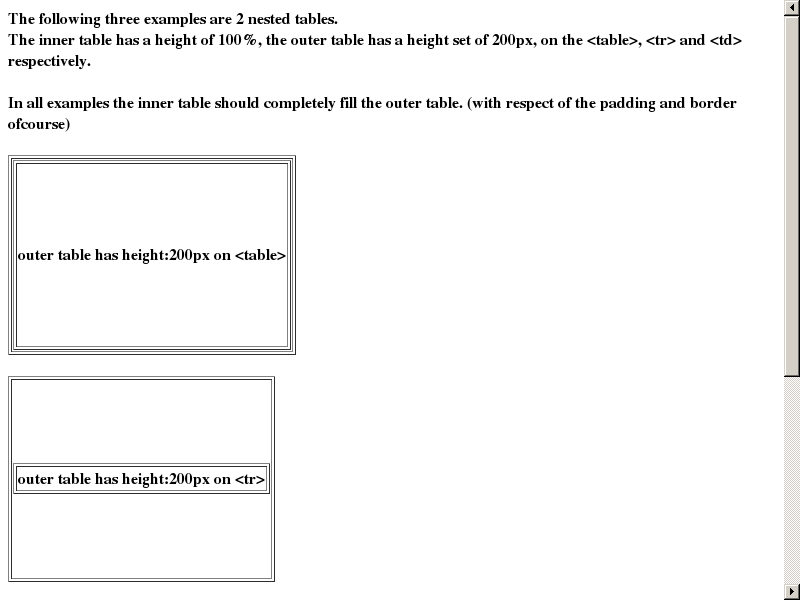 The following three examples are 2 nested tables.
The inner table has a height of 100%, the outer table has a height set of 200px, on the <table>, <tr> and <td>
respectively.
In all examples the inner table should completely fill the outer table. (with respect of the padding and border
ofcourse)
outer table has height:200px on <table>
outer table has height:200px on <tr>